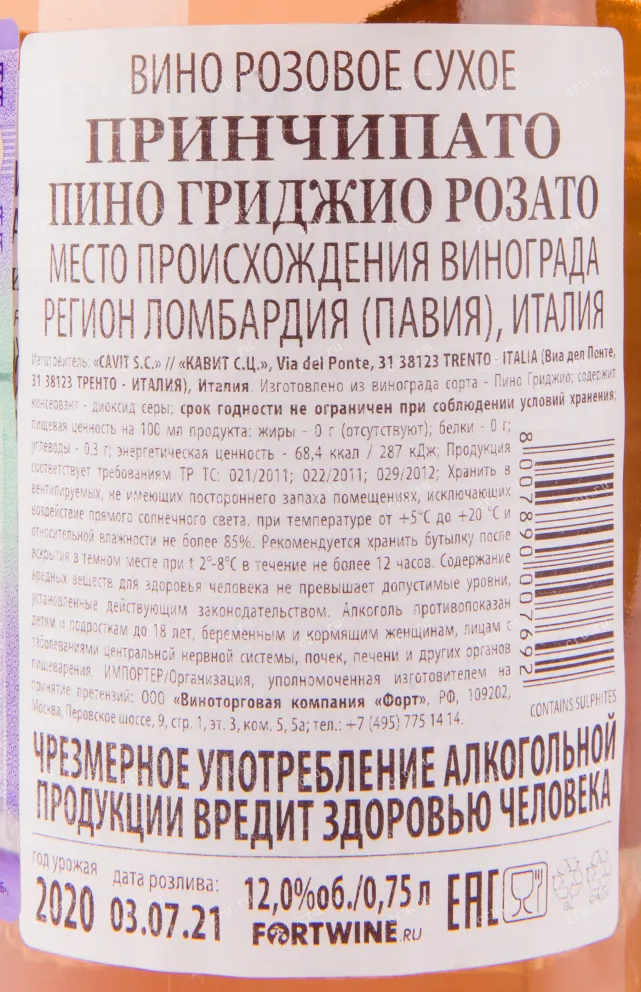 ВИНО РОЗОВОЕ СУХОЕ
ПРИНЧИПАТО
ПИНО ГРИДЖИО РОЗАТО
МЕСТО ПРОИСХОЖДЕНИЯ ВИНОГРАДА
РЕГИОН ЛОМБАРДИЯ (ПАВИЯ), ИТАЛИЯ
Изготовитель: «CAVIT S.C.» // «КАВИТ С.Ц.», Via del Ponte, 31 38123 TRENTO - ITALIA (Виа дел Понте,
31 38123 ТРЕНТО - ИТАЛИЯ), Италия. Изготовлено из винограда сорта - Пино Гриджио; содержит
консервант - диоксид серы; срок годности не ограничен при соблюдении условий хранения;
пищевая ценность на 100 мл продукта: жиры - 0 г (отсутствуют); белки - 0 г;
углеводы - 0,3 г; энергетическая ценность - 68,4 ккал / 287 кДж; Продукция
соответствует требованиям ТР ТС: 021/2011; 022/2011; 029/2012; Хранить в
вентилируемых, не имеющих постороннего запаха помещениях, исключающих
воздействие прямого солнечного света. при температуре от +5°С до +20 °С и
относительной влажности не более 85%. Рекомендуется хранить бутылку после
вскрытия в темном месте при t 2°-8°С в течение не более 12 часов. Содержание
вредных веществ для здоровья человека не превышает допустимые уровни,
установленные действующим законодательством. Алкоголь противопоказан
детям и подросткам до 18 лет, беременным и кормящим женщинам, лицам с
заболеваниями центральной нервной системы, почек, печени и других органов
пищеварения. ИМПОРТЕР/Организация, уполномоченная изготовителем на
принятие претензий: ООО «Виноторговая компания «Форт», РФ, 109202,
Москва, Перовское шоссе, 9, стр. 1, эт. 3, ком. 5, 5а; тел.: +7 (495) 775 14 14.
8 007890 007692
CONTAINS SULPHITES
ЧРЕЗМЕРНОЕ УПОТРЕБЛЕНИЕ АЛКОГОЛЬНОЙ
ПРОДУКЦИИ ВРЕДИТ ЗДОРОВЬЮ ЧЕЛОВЕКА
год урожая
2020
дата розлива:
03.07.21
12,0%об./0,75 л
FORTWINE.RU
EAC